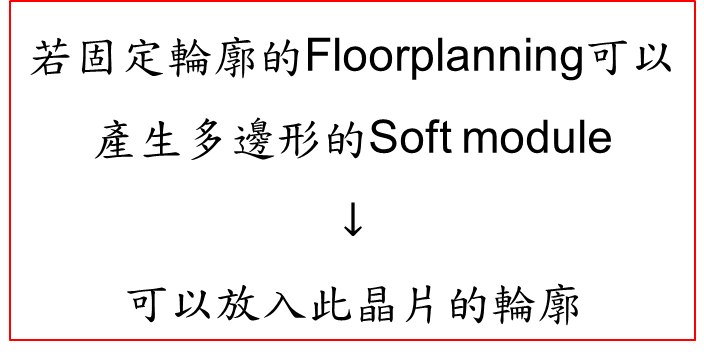 若固定輪廓的Floorplanning可以
產生多邊形的Soft module
↓
可以放入此晶片的輪廓